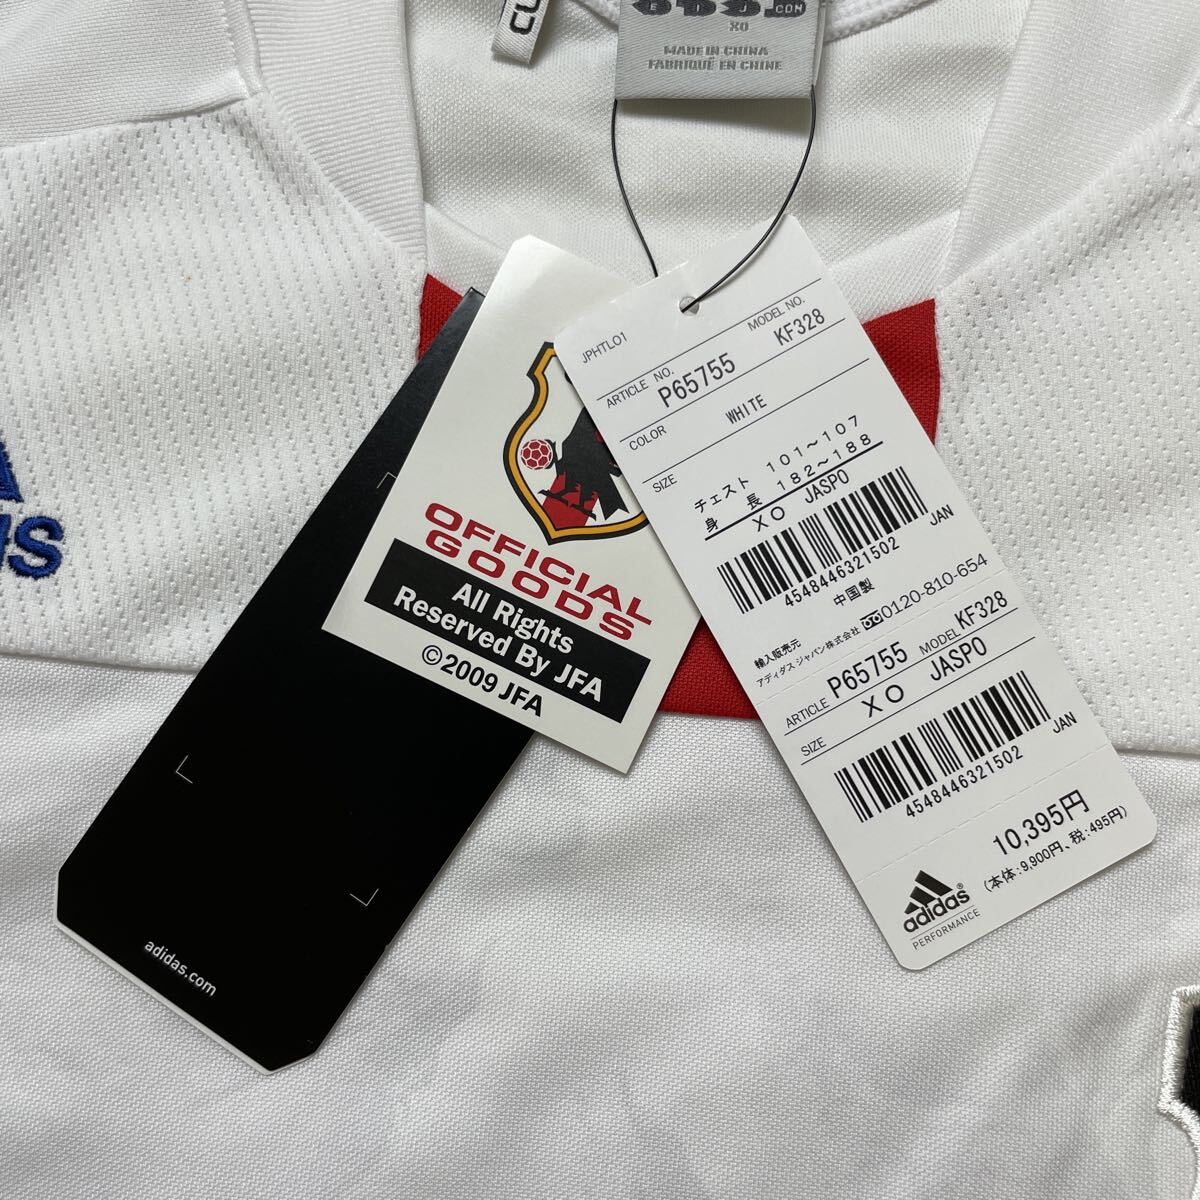 XO
MADE IN CHINA
FABRIQUÉ EN CHINE
JPHTL01
ARTICLE NO.
P65755
MODEL NO.
KF328
COLOR
WHITE
SIZE
チェスト 101～107
身 長 182～188
XO JASPO
JAN
4548446321502
中国製
輸入販売元
アディダス ジャパン株式会社 0120-810-654
ARTICLE P65755 MODEL KF328
SIZE XO JASPO
JAN
4548446321502
10,395円
(本体:9,900円、税:495円)
adidas®
PERFORMANCE
OFFICIAL
GOODS
All Rights
Reserved By JFA
©2009 JFA
adidas.com